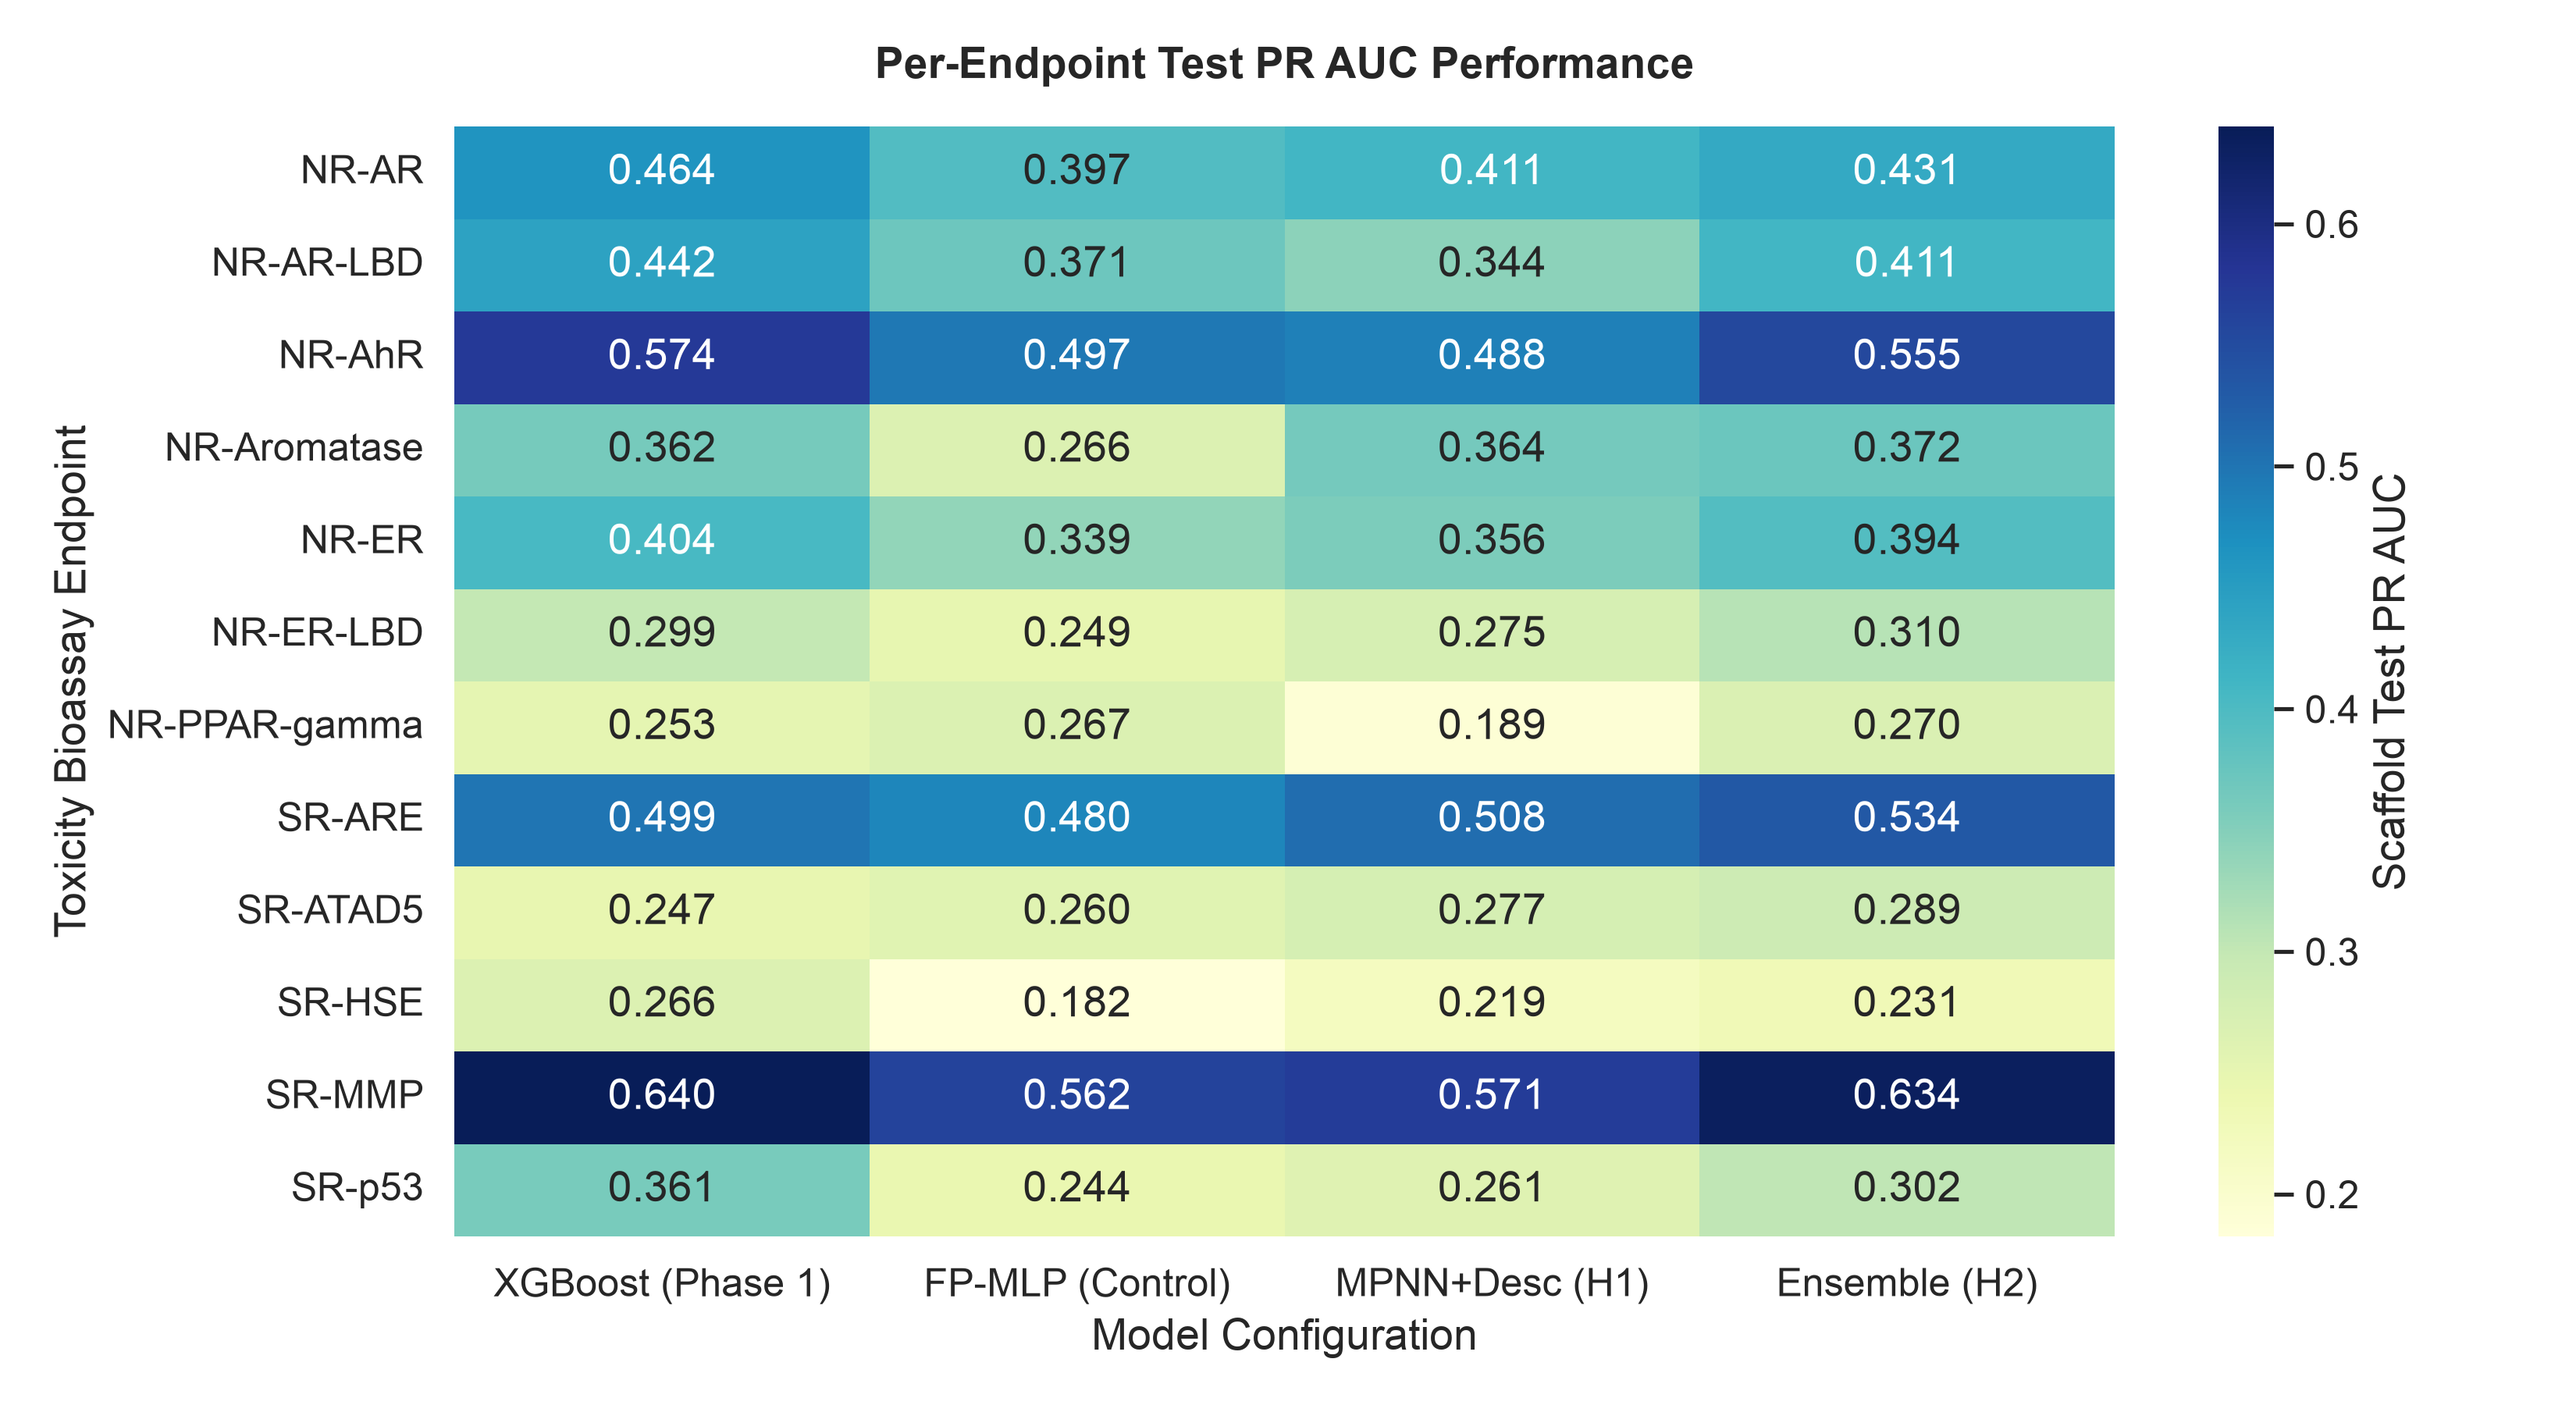 Per-Endpoint Test PR AUC Performance
Toxicity Bioassay Endpoint
NR-AR 0.464 0.397 0.411 0.431
NR-AR-LBD 0.442 0.371 0.344 0.411
NR-AhR 0.574 0.497 0.488 0.555
NR-Aromatase 0.362 0.266 0.364 0.372
NR-ER 0.404 0.339 0.356 0.394
NR-ER-LBD 0.299 0.249 0.275 0.310
NR-PPAR-gamma 0.253 0.267 0.189 0.270
SR-ARE 0.499 0.480 0.508 0.534
SR-ATAD5 0.247 0.260 0.277 0.289
SR-HSE 0.266 0.182 0.219 0.231
SR-MMP 0.640 0.562 0.571 0.634
SR-p53 0.361 0.244 0.261 0.302
XGBoost (Phase 1) FP-MLP (Control) MPNN+Desc (H1) Ensemble (H2)
Model Configuration
0.6
0.5
0.4
0.3
0.2
Scaffold Test PR AUC